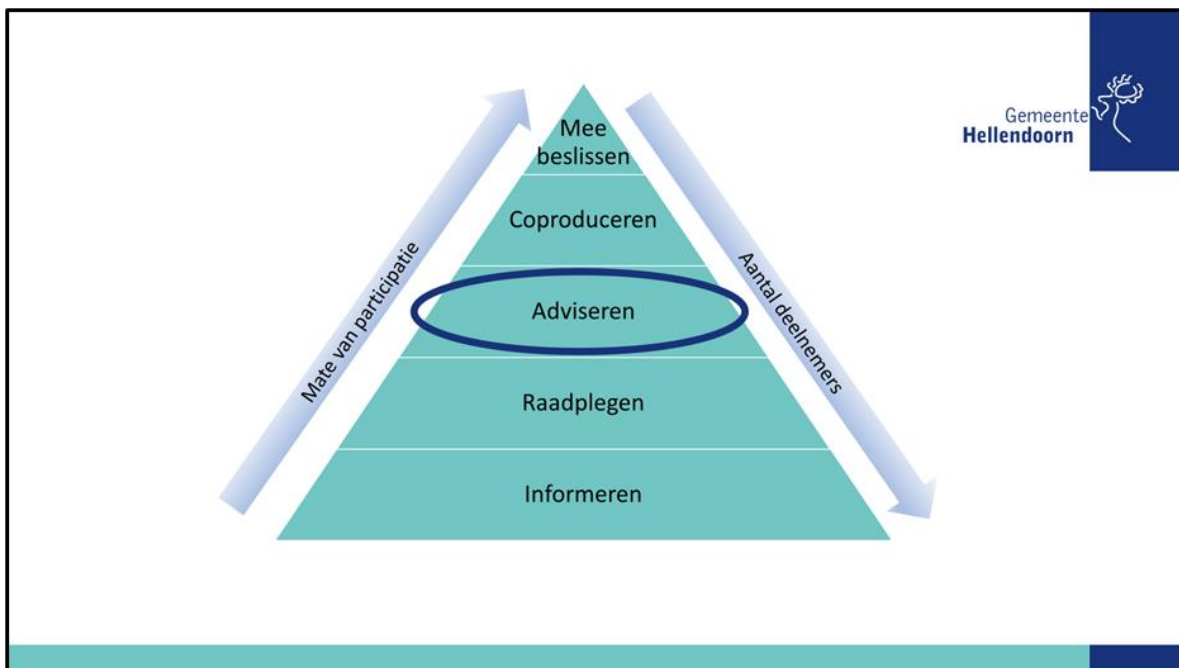 Gemeente
Hellendoorn
Mee
beslissen
Coproduceren
Adviseren
Raadplegen
Informeren
Mate van participatie
Aantal deelnemers